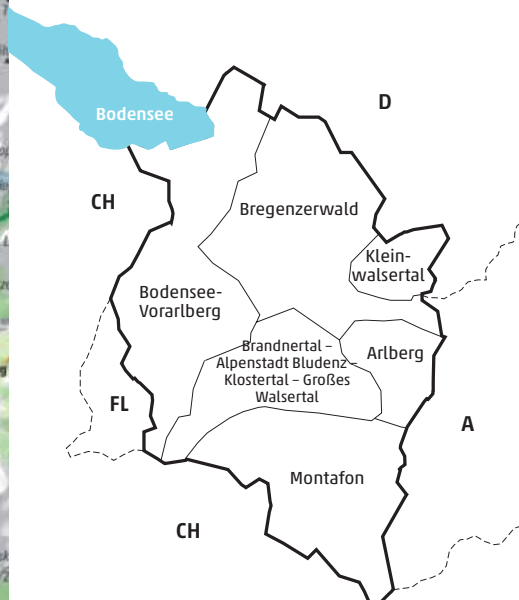 Bodensee
D
CH
Bregenzerwald
Klein-
walsertal
Bodensee-
Vorarlberg
Brandnertal –
Alpenstadt Bludenz –
Klostertal – Großes
Walsertal
Arlberg
FL
A
Montafon
CH